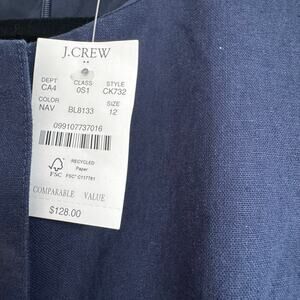 J.CREW
DEPT CLASS STYLE
CA4 0S1 CK732
COLOR SIZE
NAV BL8133 12
099107737016
FSC
RECYCLED
Paper
FSC® C117761
COMPARABLE VALUE
$128.00